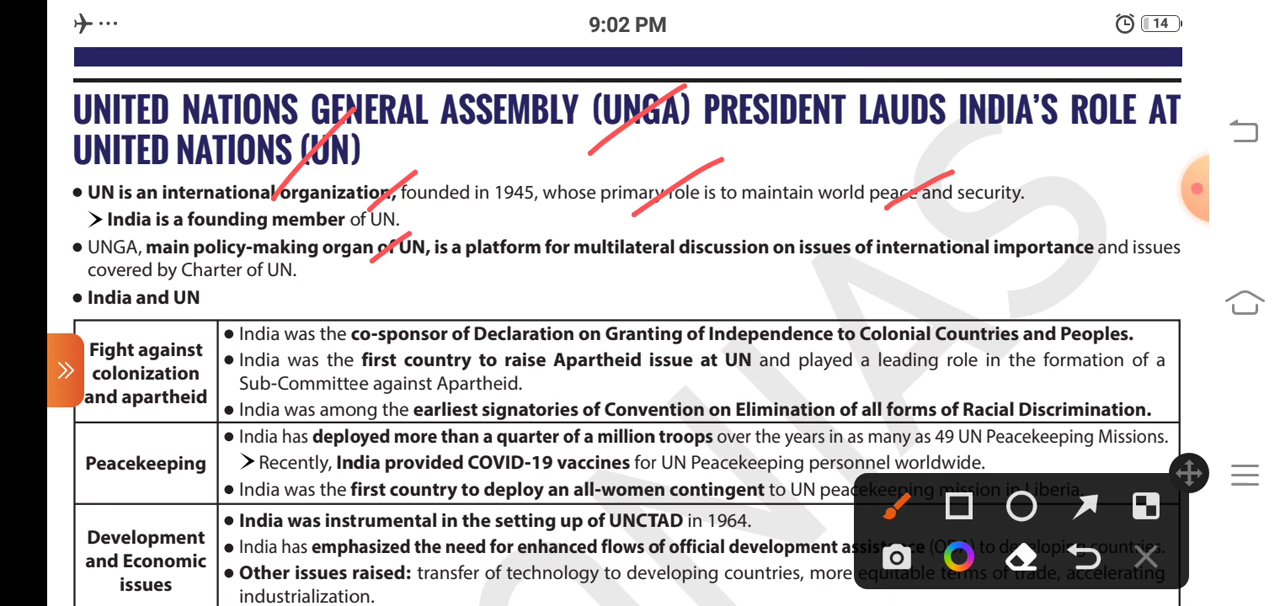 9:02 PM
14
UNITED NATIONS GENERAL ASSEMBLY (UNGA) PRESIDENT LAUDS INDIA'S ROLE AT
UNITED NATIONS (UN)
● UN is an international organization, founded in 1945, whose primary role is to maintain world peace and security.
➤ India is a founding member of UN.
● UNGA, main policy-making organ of UN, is a platform for multilateral discussion on issues of international importance and issues
covered by Charter of UN.
● India and UN
Fight against
colonization
and apartheid
● India was the co-sponsor of Declaration on Granting of Independence to Colonial Countries and Peoples.
● India was the first country to raise Apartheid issue at UN and played a leading role in the formation of a
Sub-Committee against Apartheid.
● India was among the earliest signatories of Convention on Elimination of all forms of Racial Discrimination.
Peacekeeping
● India has deployed more than a quarter of a million troops over the years in as many as 49 UN Peacekeeping Missions.
➤ Recently, India provided COVID-19 vaccines for UN Peacekeeping personnel worldwide.
● India was the first country to deploy an all-women contingent to UN peacekeeping mission in Liberia.
Development
and Economic
issues
● India was instrumental in the setting up of UNCTAD in 1964.
● India has emphasized the need for enhanced flows of official development assistance (ODA) to developing countries.
● Other issues raised: transfer of technology to developing countries, more equitable terms of trade, accelerating
industrialization.